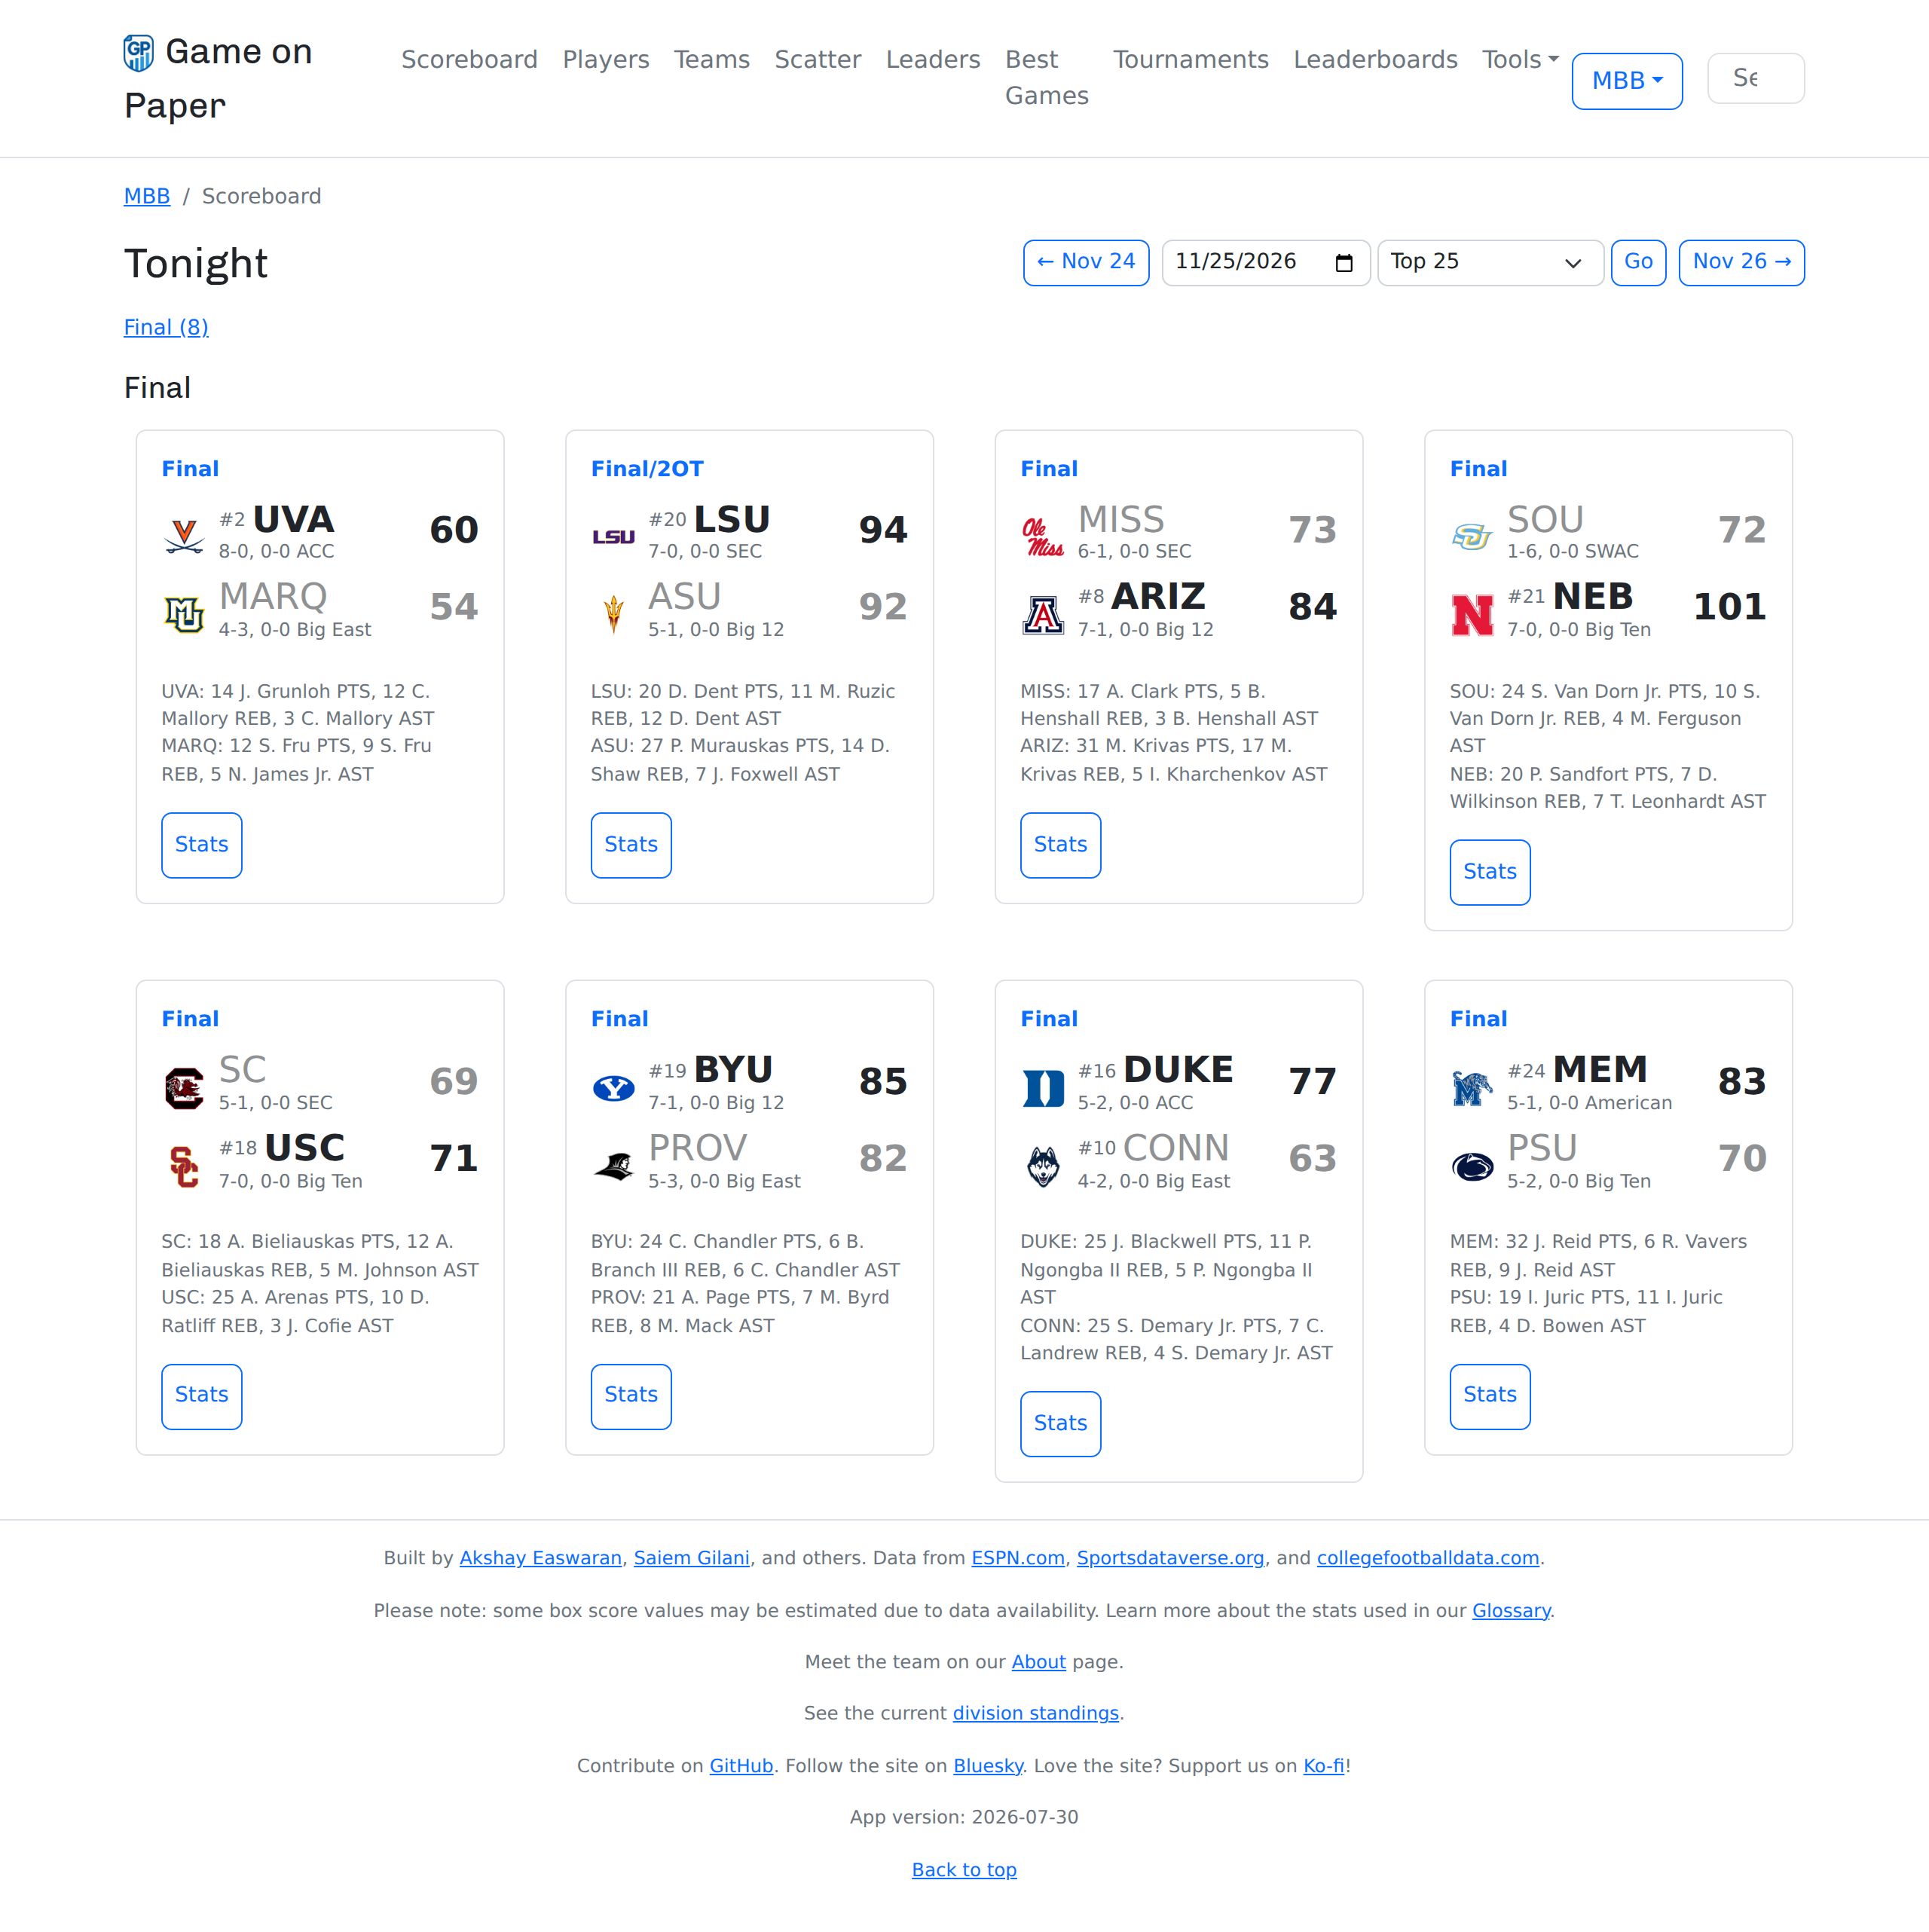 GP Game on
Paper
Scoreboard Players Teams Scatter Leaders Best Games Tournaments Leaderboards Tools MBB Se
MBB / Scoreboard
Tonight
← Nov 24 11/25/2026 Top 25 Go Nov 26 →
Final (8)
Final
Final
#2 UVA 60
8-0, 0-0 ACC
MARQ 54
4-3, 0-0 Big East
UVA: 14 J. Grunloh PTS, 12 C.
Mallory REB, 3 C. Mallory AST
MARQ: 12 S. Fru PTS, 9 S. Fru
REB, 5 N. James Jr. AST
Stats
Final/2OT
LSU
#20 LSU 94
7-0, 0-0 SEC
ASU 92
5-1, 0-0 Big 12
LSU: 20 D. Dent PTS, 11 M. Ruzic
REB, 12 D. Dent AST
ASU: 27 P. Murauskas PTS, 14 D.
Shaw REB, 7 J. Foxwell AST
Stats
Final
Ole Miss
MISS 73
6-1, 0-0 SEC
#8 ARIZ 84
7-1, 0-0 Big 12
MISS: 17 A. Clark PTS, 5 B.
Henshall REB, 3 B. Henshall AST
ARIZ: 31 M. Krivas PTS, 17 M.
Krivas REB, 5 I. Kharchenkov AST
Stats
Final
SOU 72
1-6, 0-0 SWAC
#21 NEB 101
7-0, 0-0 Big Ten
SOU: 24 S. Van Dorn Jr. PTS, 10 S.
Van Dorn Jr. REB, 4 M. Ferguson
AST
NEB: 20 P. Sandfort PTS, 7 D.
Wilkinson REB, 7 T. Leonhardt AST
Stats
Final
SC 69
5-1, 0-0 SEC
#18 USC 71
7-0, 0-0 Big Ten
SC: 18 A. Bieliauskas PTS, 12 A.
Bieliauskas REB, 5 M. Johnson AST
USC: 25 A. Arenas PTS, 10 D.
Ratliff REB, 3 J. Cofie AST
Stats
Final
#19 BYU 85
7-1, 0-0 Big 12
PROV 82
5-3, 0-0 Big East
BYU: 24 C. Chandler PTS, 6 B.
Branch III REB, 6 C. Chandler AST
PROV: 21 A. Page PTS, 7 M. Byrd
REB, 8 M. Mack AST
Stats
Final
#16 DUKE 77
5-2, 0-0 ACC
#10 CONN 63
4-2, 0-0 Big East
DUKE: 25 J. Blackwell PTS, 11 P.
Ngongba II REB, 5 P. Ngongba II
AST
CONN: 25 S. Demary Jr. PTS, 7 C.
Landrew REB, 4 S. Demary Jr. AST
Stats
Final
#24 MEM 83
5-1, 0-0 American
PSU 70
5-2, 0-0 Big Ten
MEM: 32 J. Reid PTS, 6 R. Vavers
REB, 9 J. Reid AST
PSU: 19 I. Juric PTS, 11 I. Juric
REB, 4 D. Bowen AST
Stats
Built by Akshay Easwaran, Saiem Gilani, and others. Data from ESPN.com, Sportsdataverse.org, and collegefootballdata.com.
Please note: some box score values may be estimated due to data availability. Learn more about the stats used in our Glossary.
Meet the team on our About page.
See the current division standings.
Contribute on GitHub. Follow the site on Bluesky. Love the site? Support us on Ko-fi!
App version: 2026-07-30
Back to top